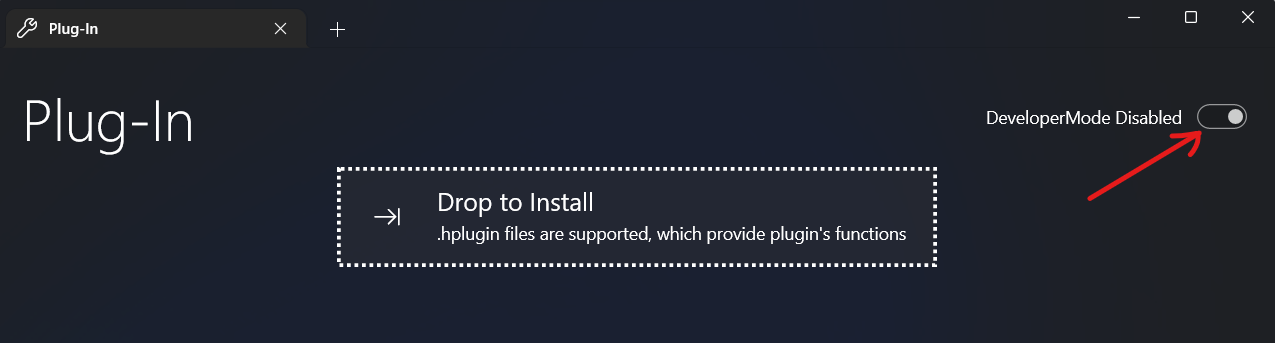 Plug-In
Plug-In
DeveloperMode Disabled
Drop to Install
.hplugin files are supported, which provide plugin's functions